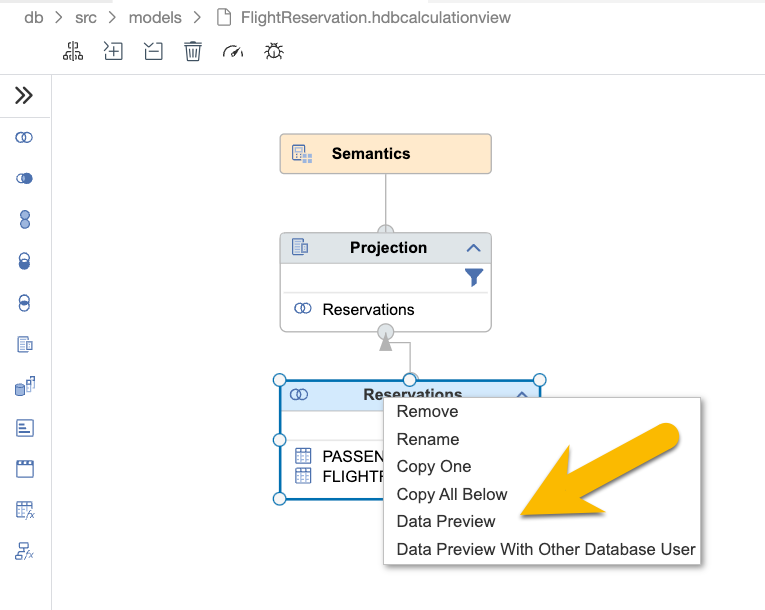 db > src > models > FlightReservation.hdbcalculationview
Semantics
Projection
Reservations
Reservations
PASSEN
FLIGHTF
Remove
Rename
Copy One
Copy All Below
Data Preview
Data Preview With Other Database User